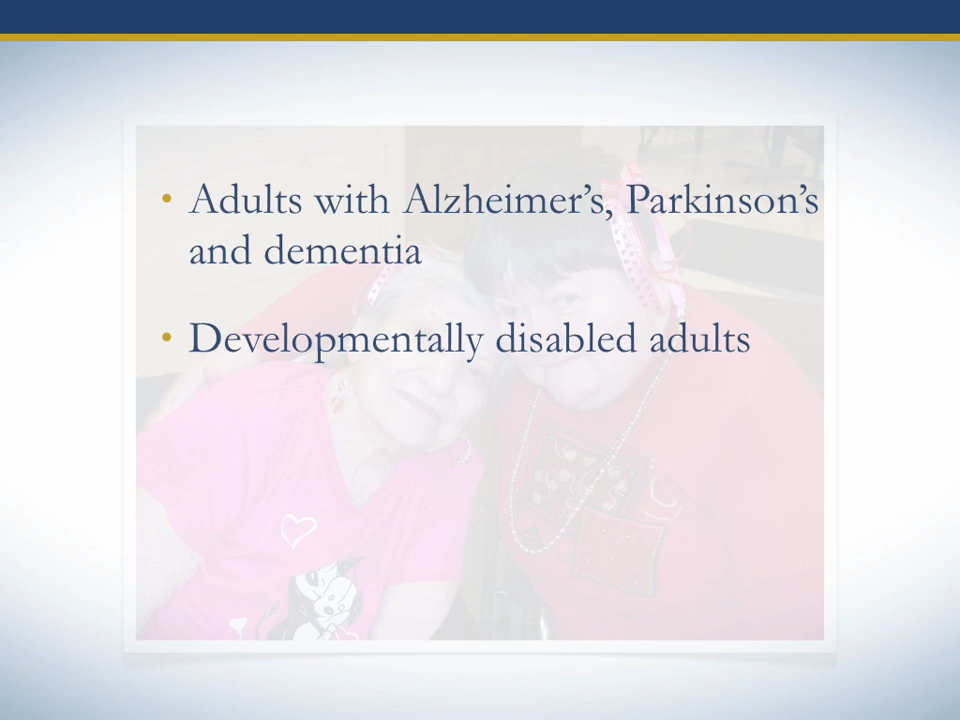 • Adults with Alzheimer’s, Parkinson’s
and dementia
• Developmentally disabled adults